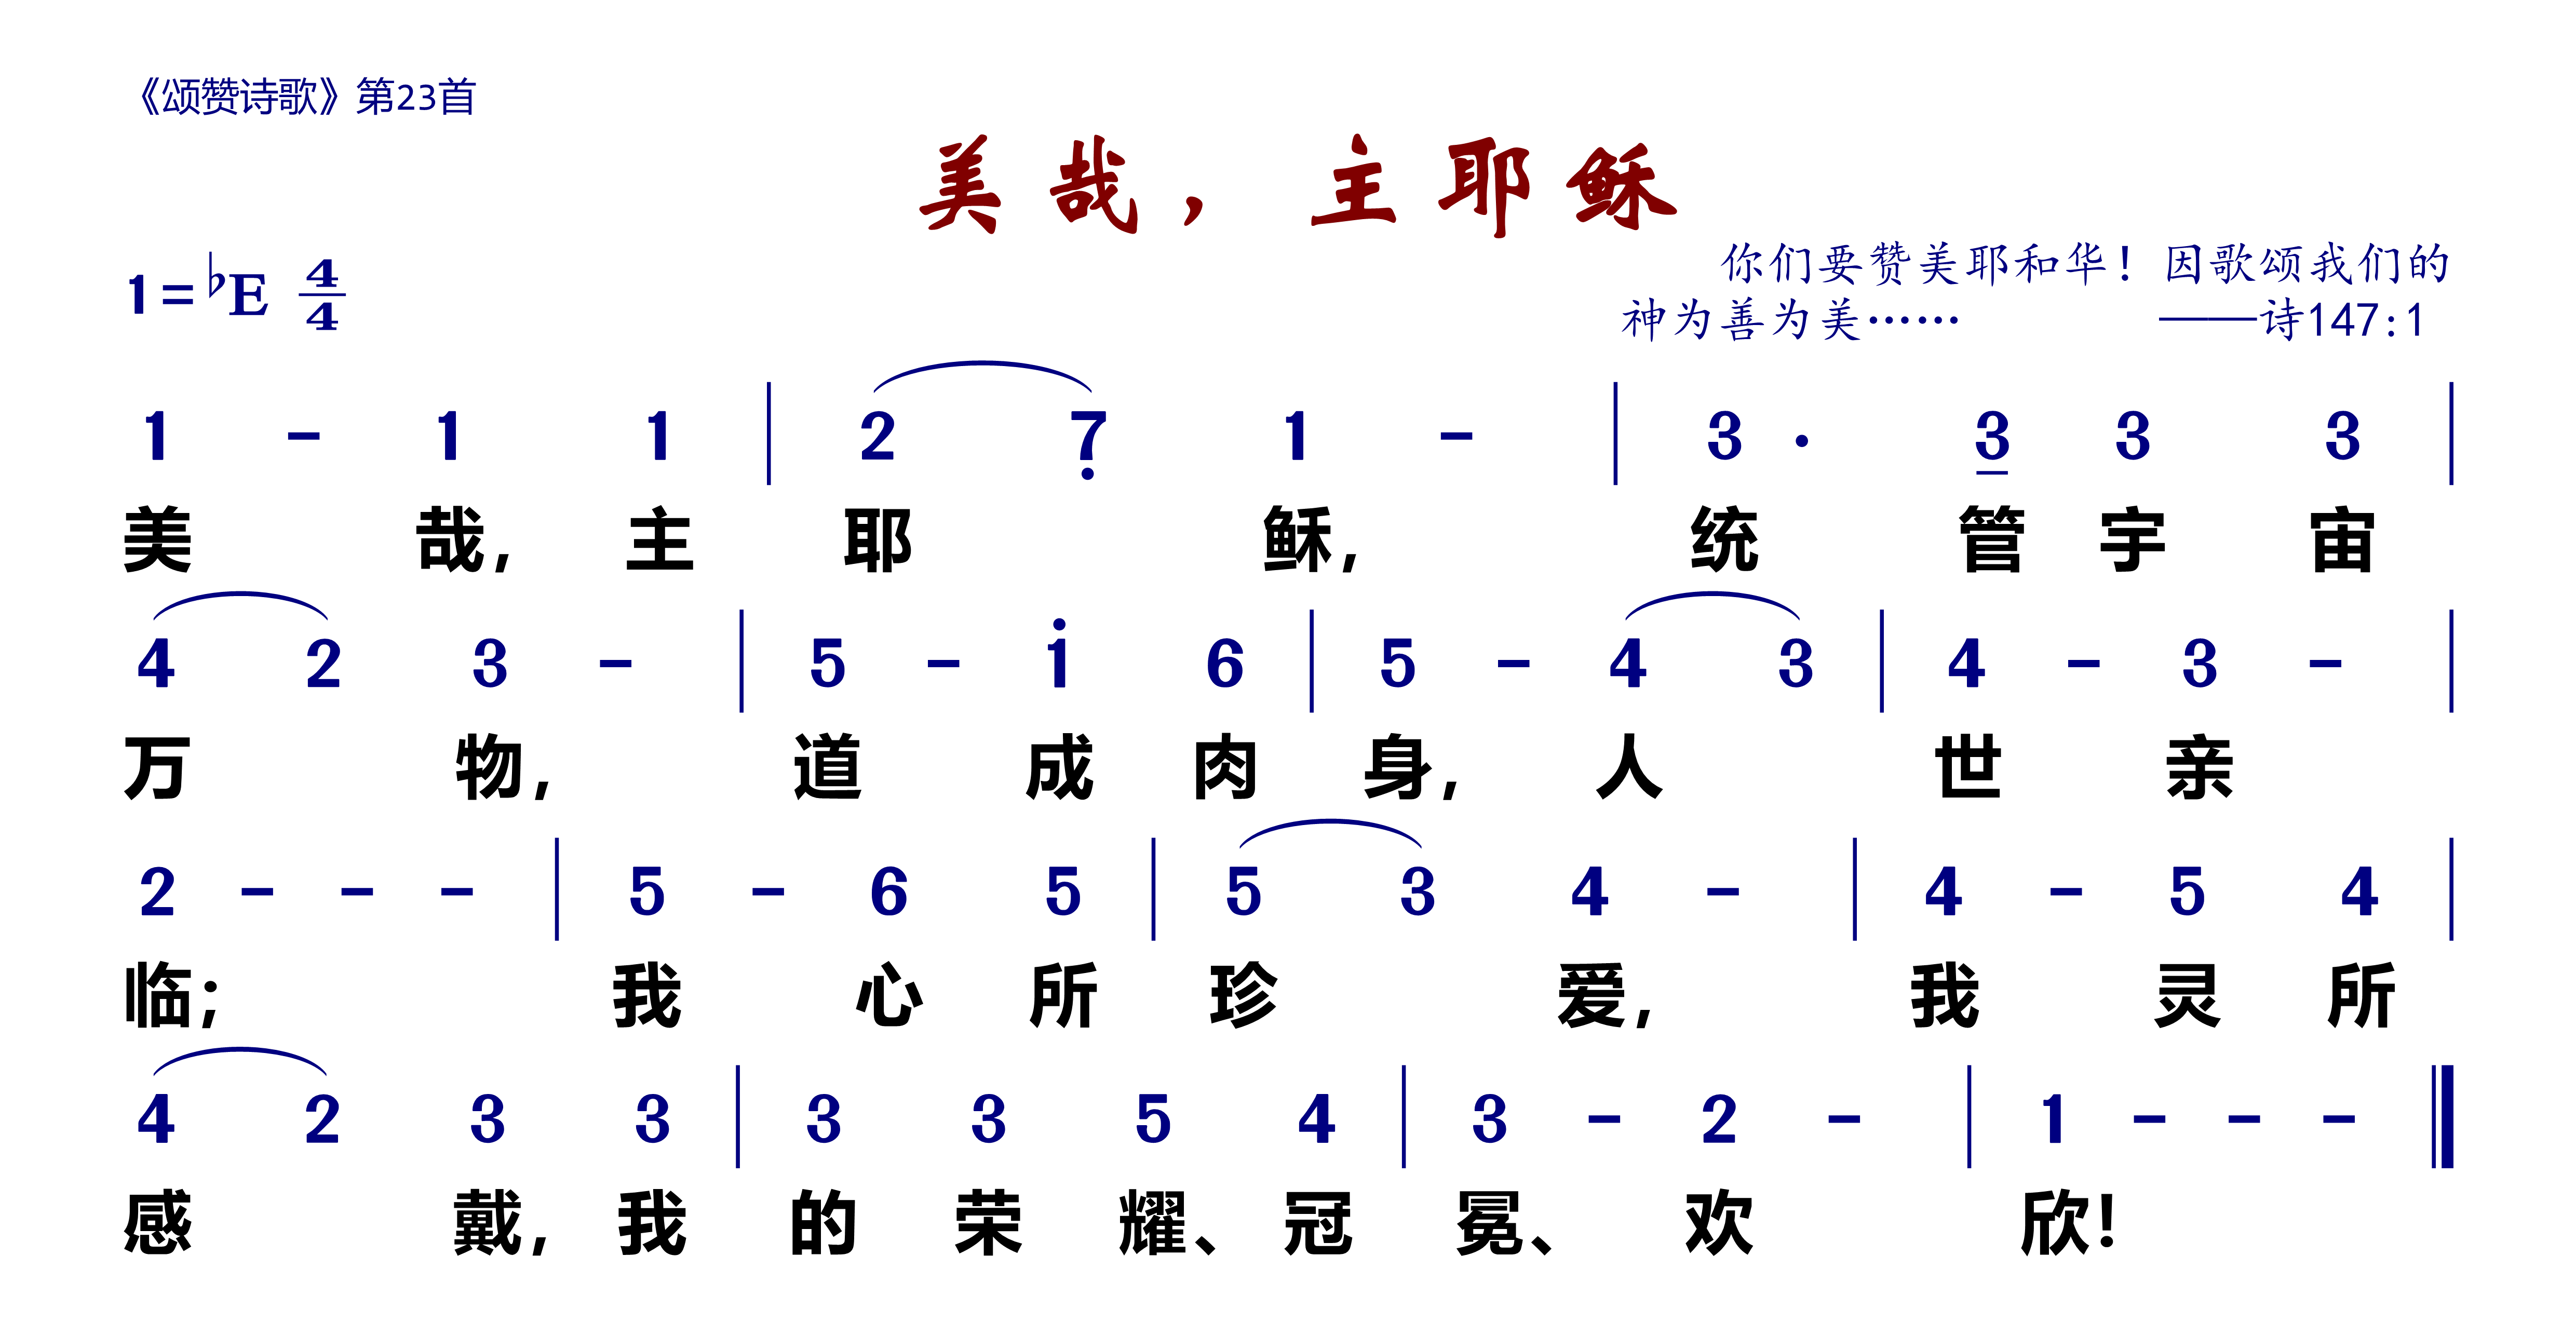 《颂赞诗歌》第23首
美哉，主耶稣
1=♭E 4/4
你们要赞美耶和华！因歌颂我们的
神为善为美……　——诗147:1
1 - 1 1 | 2 7̣ 1 - | 3 · 3̲ 3 3 |
美哉,主耶稣,统管宇宙
4 2 3 - | 5 - 1̇ 6 | 5 - 4 3 | 4 - 3 - |
万物,道成肉身,人世亲
2 - - - | 5 - 6 5 | 5 3 4 - | 4 - 5 4 |
临;我心所珍爱,我灵所
4 2 3 3 | 3 3 5 4 | 3 - 2 - | 1 - - - ‖
感戴,我的荣耀、冠冕、欢欣!